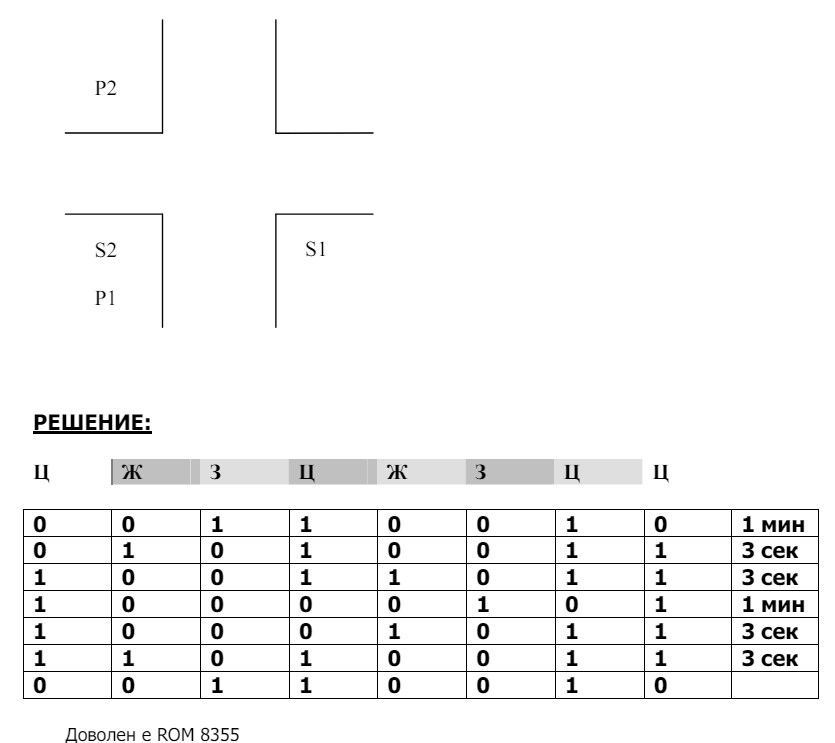 P2
S2 S1
P1
РЕШЕНИЕ:
Ц Ж З Ц Ж З Ц Ц
0 0 1 1 0 0 1 0 1 мин
0 1 0 1 0 0 1 1 3 сек
1 0 0 1 1 0 1 1 3 сек
1 0 0 0 0 1 0 1 1 мин
1 0 0 0 1 0 1 1 3 сек
1 1 0 1 0 0 1 1 3 сек
0 0 1 1 0 0 1 0
Доволен е ROM 8355